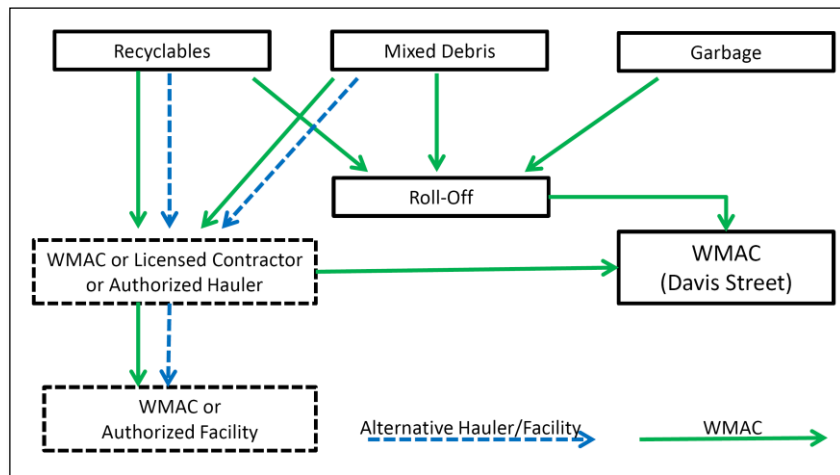 Recyclables
Mixed Debris
Garbage
Roll-Off
WMAC or Licensed Contractor
or Authorized Hauler
WMAC
(Davis Street)
WMAC or
Authorized Facility
Alternative Hauler/Facility
WMAC